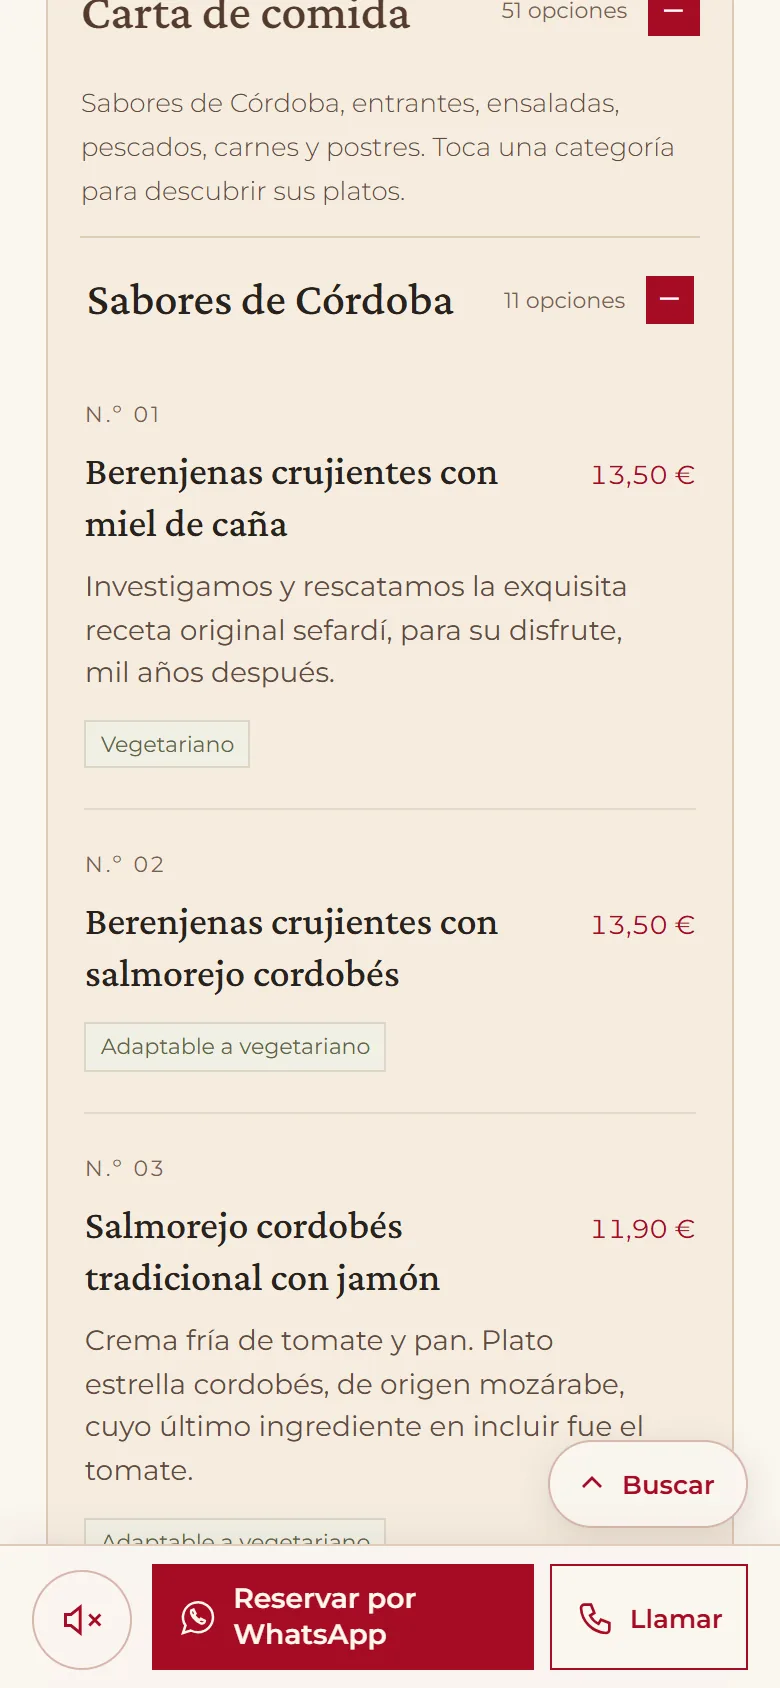 Carta de comida
51 opciones
Sabores de Córdoba, entrantes, ensaladas,
pescados, carnes y postres. Toca una categoría
para descubrir sus platos.
Sabores de Córdoba
11 opciones
N.º 01
Berenjenas crujientes con
miel de caña
13,50 €
Investigamos y rescatamos la exquisita
receta original sefardí, para su disfrute,
mil años después.
Vegetariano
N.º 02
Berenjenas crujientes con
salmorejo cordobés
13,50 €
Adaptable a vegetariano
N.º 03
Salmorejo cordobés
tradicional con jamón
11,90 €
Crema fría de tomate y pan. Plato
estrella cordobés, de origen mozárabe,
cuyo último ingrediente en incluir fue el
tomate.
Adaptable a vegetariano
Buscar
Reservar por
WhatsApp
Llamar